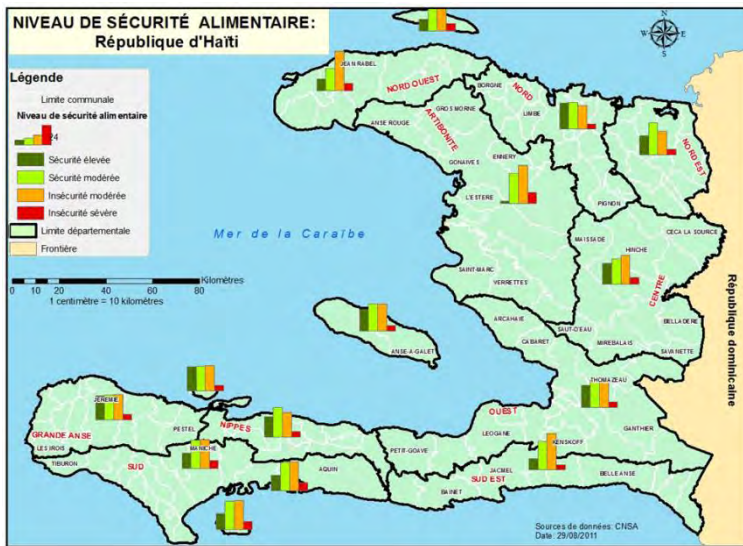 NIVEAU DE SÉCURITÉ ALIMENTAIRE:
République d'Haïti
N
W
E
S
Légende
Limite communale
Niveau de sécurité alimentaire
24
Sécurité élevée
Sécurité modérée
Insécurité modérée
Insécurité sévère
Limite départementale
Frontière
Kilomètres
0 5 10 20 40 60 80
1 centimètre = 10 kilomètres
Mer de la Caraïbe
JEAN RABEL
NORD OUEST
BORGNE
NORD
LIMBE
GROS MORNE
ANSE ROUGE
ARTIBONITE
NORD EST
ENNERY
GONAIVES
L'ESTERE
PIGNON
CECA LA SOURCE
MAISSADE
HINCHE
SAINT-MARC
CENTRE
VERRETTES
ARCAHAIE
SAUT-D'EAU
BELLADERE
CABARET
MIREBALAIS
SAVANETTE
ANSE-A-GALET
République dominicaine
THOMAZEAU
JEREMIE
OUEST
PESTEL
NIPPES
LEOGANE
GANTHIER
GRANDE ANSE
KENSKOFF
LES IROIS
MANICHE
PETIT-GOAVE
TIBURON
SUD
AQUIN
JACMEL
BELLE ANSE
SUD EST
BAINET
Sources de données: CNSA
Date: 29/08/2011